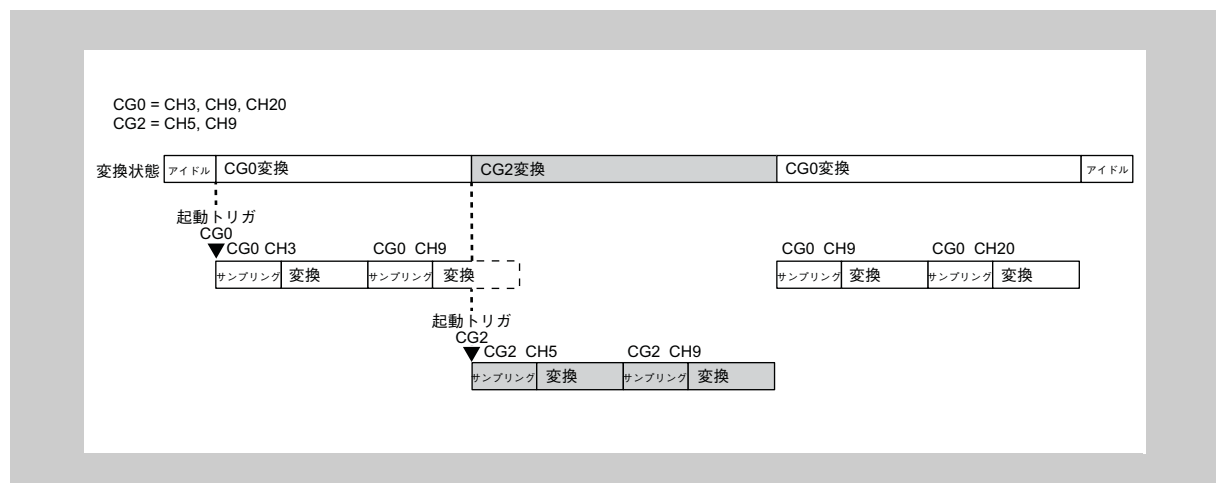 CG0 = CH3, CH9, CH20
CG2 = CH5, CH9
変換状態 アイドル CG0変換 CG2変換 CG0変換 アイドル
起動トリガ
CG0
CG0 CH3 CG0 CH9 CG0 CH9 CG0 CH20
サンプリング 変換 サンプリング 変換 サンプリング 変換 サンプリング 変換
起動トリガ
CG2
CG2 CH5 CG2 CH9
サンプリング 変換 サンプリング 変換